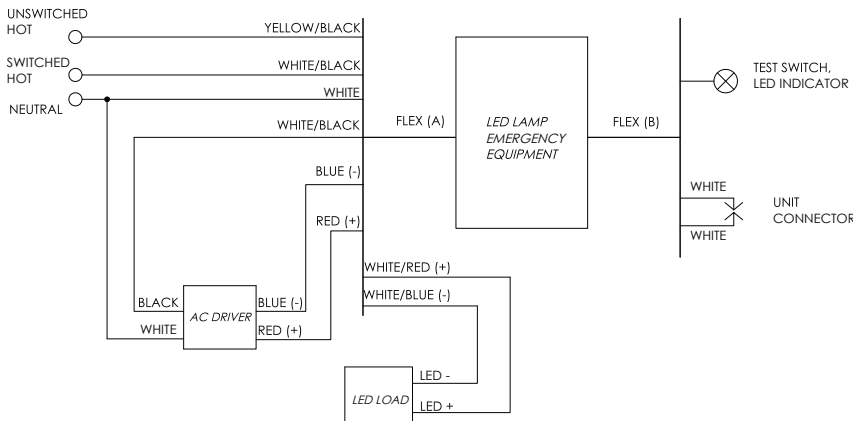 UNSWITCHED
HOT
YELLOW/BLACK
SWITCHED
HOT
WHITE/BLACK
NEUTRAL
WHITE
WHITE/BLACK
BLUE (-)
RED (+)
WHITE/RED (+)
WHITE/BLUE (-)
FLEX (A)
LED LAMP
EMERGENCY
EQUIPMENT
FLEX (B)
TEST SWITCH,
LED INDICATOR
WHITE
UNIT
CONNECTOR
WHITE
BLACK
WHITE
AC DRIVER
BLUE (-)
RED (+)
LED LOAD
LED -
LED +